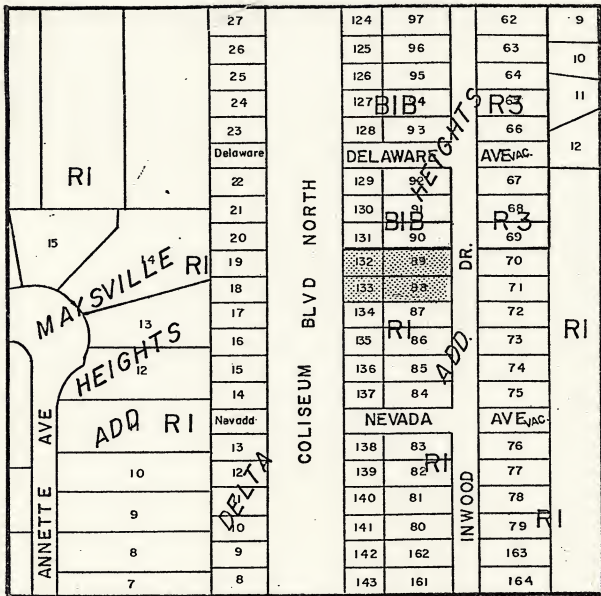 27 124 97 62 9
26 125 96 63 10
25 126 95 64
24 127 94 11
23 128 93 66
B1B R3
Delaware DELAWARE AVE VAC. 12
22 129 67
21 130 91 68
20 131 90 69
B1B R3
R1
15 14 R1 19 132 89 70
18 133 88 71
17 134 87 72
13 16 135 86 73
R1 R1
12 15 136 85 74
14 137 84 75
MAYSVILLE HEIGHTS ADD R1
Nevada NEVADA AVE VAC.
13 138 83 76
10 12 139 82 77
R1
140 81 78
9 10 141 80 79
R1
8 9 142 162 163
7 8 143 161 164
ANNETTE AVE
COLISEUM BLVD NORTH
INWOOD DR.
DELTA HEIGHTS ADD.